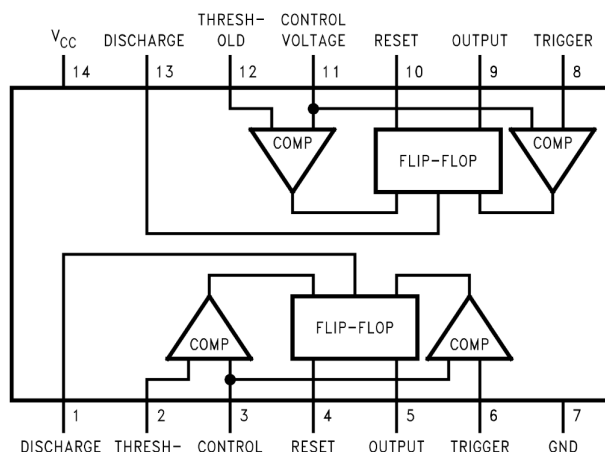 THRESH- CONTROL
VCC DISCHARGE OLD VOLTAGE RESET OUTPUT TRIGGER
14 13 12 11 10 9 8
COMP COMP
FLIP-FLOP
FLIP-FLOP
COMP COMP
1 2 3 4 5 6 7
DISCHARGE THRESH- CONTROL RESET OUTPUT TRIGGER GND